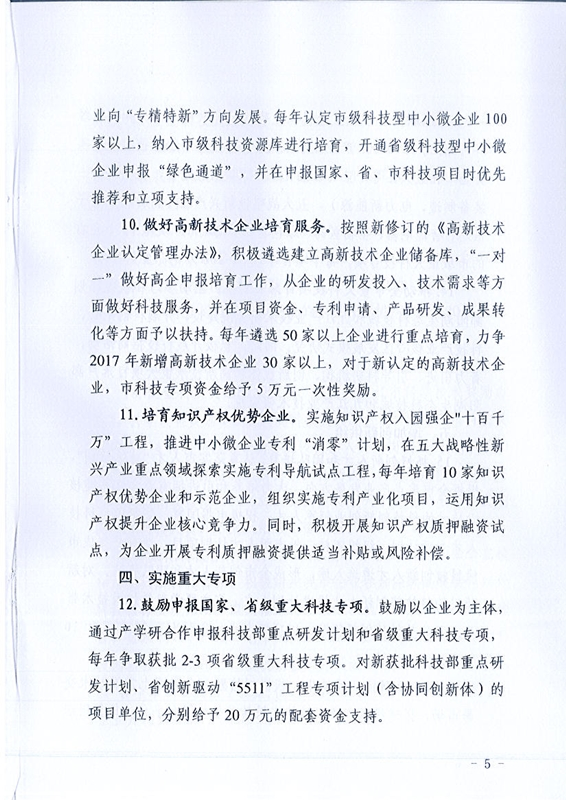 业向“专精特新”方向发展。每年认定市级科技型中小微企业 100
家以上，纳入市级科技资源库进行培育，开通省级科技型中小微
企业申报“绿色通道”，并在申报国家、省、市科技项目时优先
推荐和立项支持。
10.做好高新技术企业培育服务。按照新修订的《高新技术
企业认定管理办法》，积极遴选建立高新技术企业储备库，“一对
一”做好高企申报培育工作，从企业的研发投入、技术需求等方
面做好科技服务，并在项目资金、专利申请、产品研发、成果转
化等方面予以扶持。每年遴选 50 家以上企业进行重点培育，力争
2017 年新增高新技术企业 30 家以上，对于新认定的高新技术企
业，市科技专项资金给予 5 万元一次性奖励。
11.培育知识产权优势企业。实施知识产权入园强企"十百千
万”工程，推进中小微企业专利“消零”计划，在五大战略性新
兴产业重点领域探索实施专利导航试点工程，每年培育 10 家知识
产权优势企业和示范企业，组织实施专利产业化项目，运用知识
产权提升企业核心竟争力。同时，积极开展知识产权质押融资试
点，为企业开展专利质押融资提供适当补贴或风险补偿。
四、实施重大专项
12.鼓励申报国家、省级重大科技专项。鼓励以企业为主体，
通过产学研合作申报科技部重点研发计划和省级重大科技专项，
每年争取获批 2-3 项省级重大科技专项。对新获批科技部重点研
发计划、省创新驱动“5511”工程专项计划（含协同创新体）的
项目单位，分别给予 20 万元的配套资金支持。
- 5 -